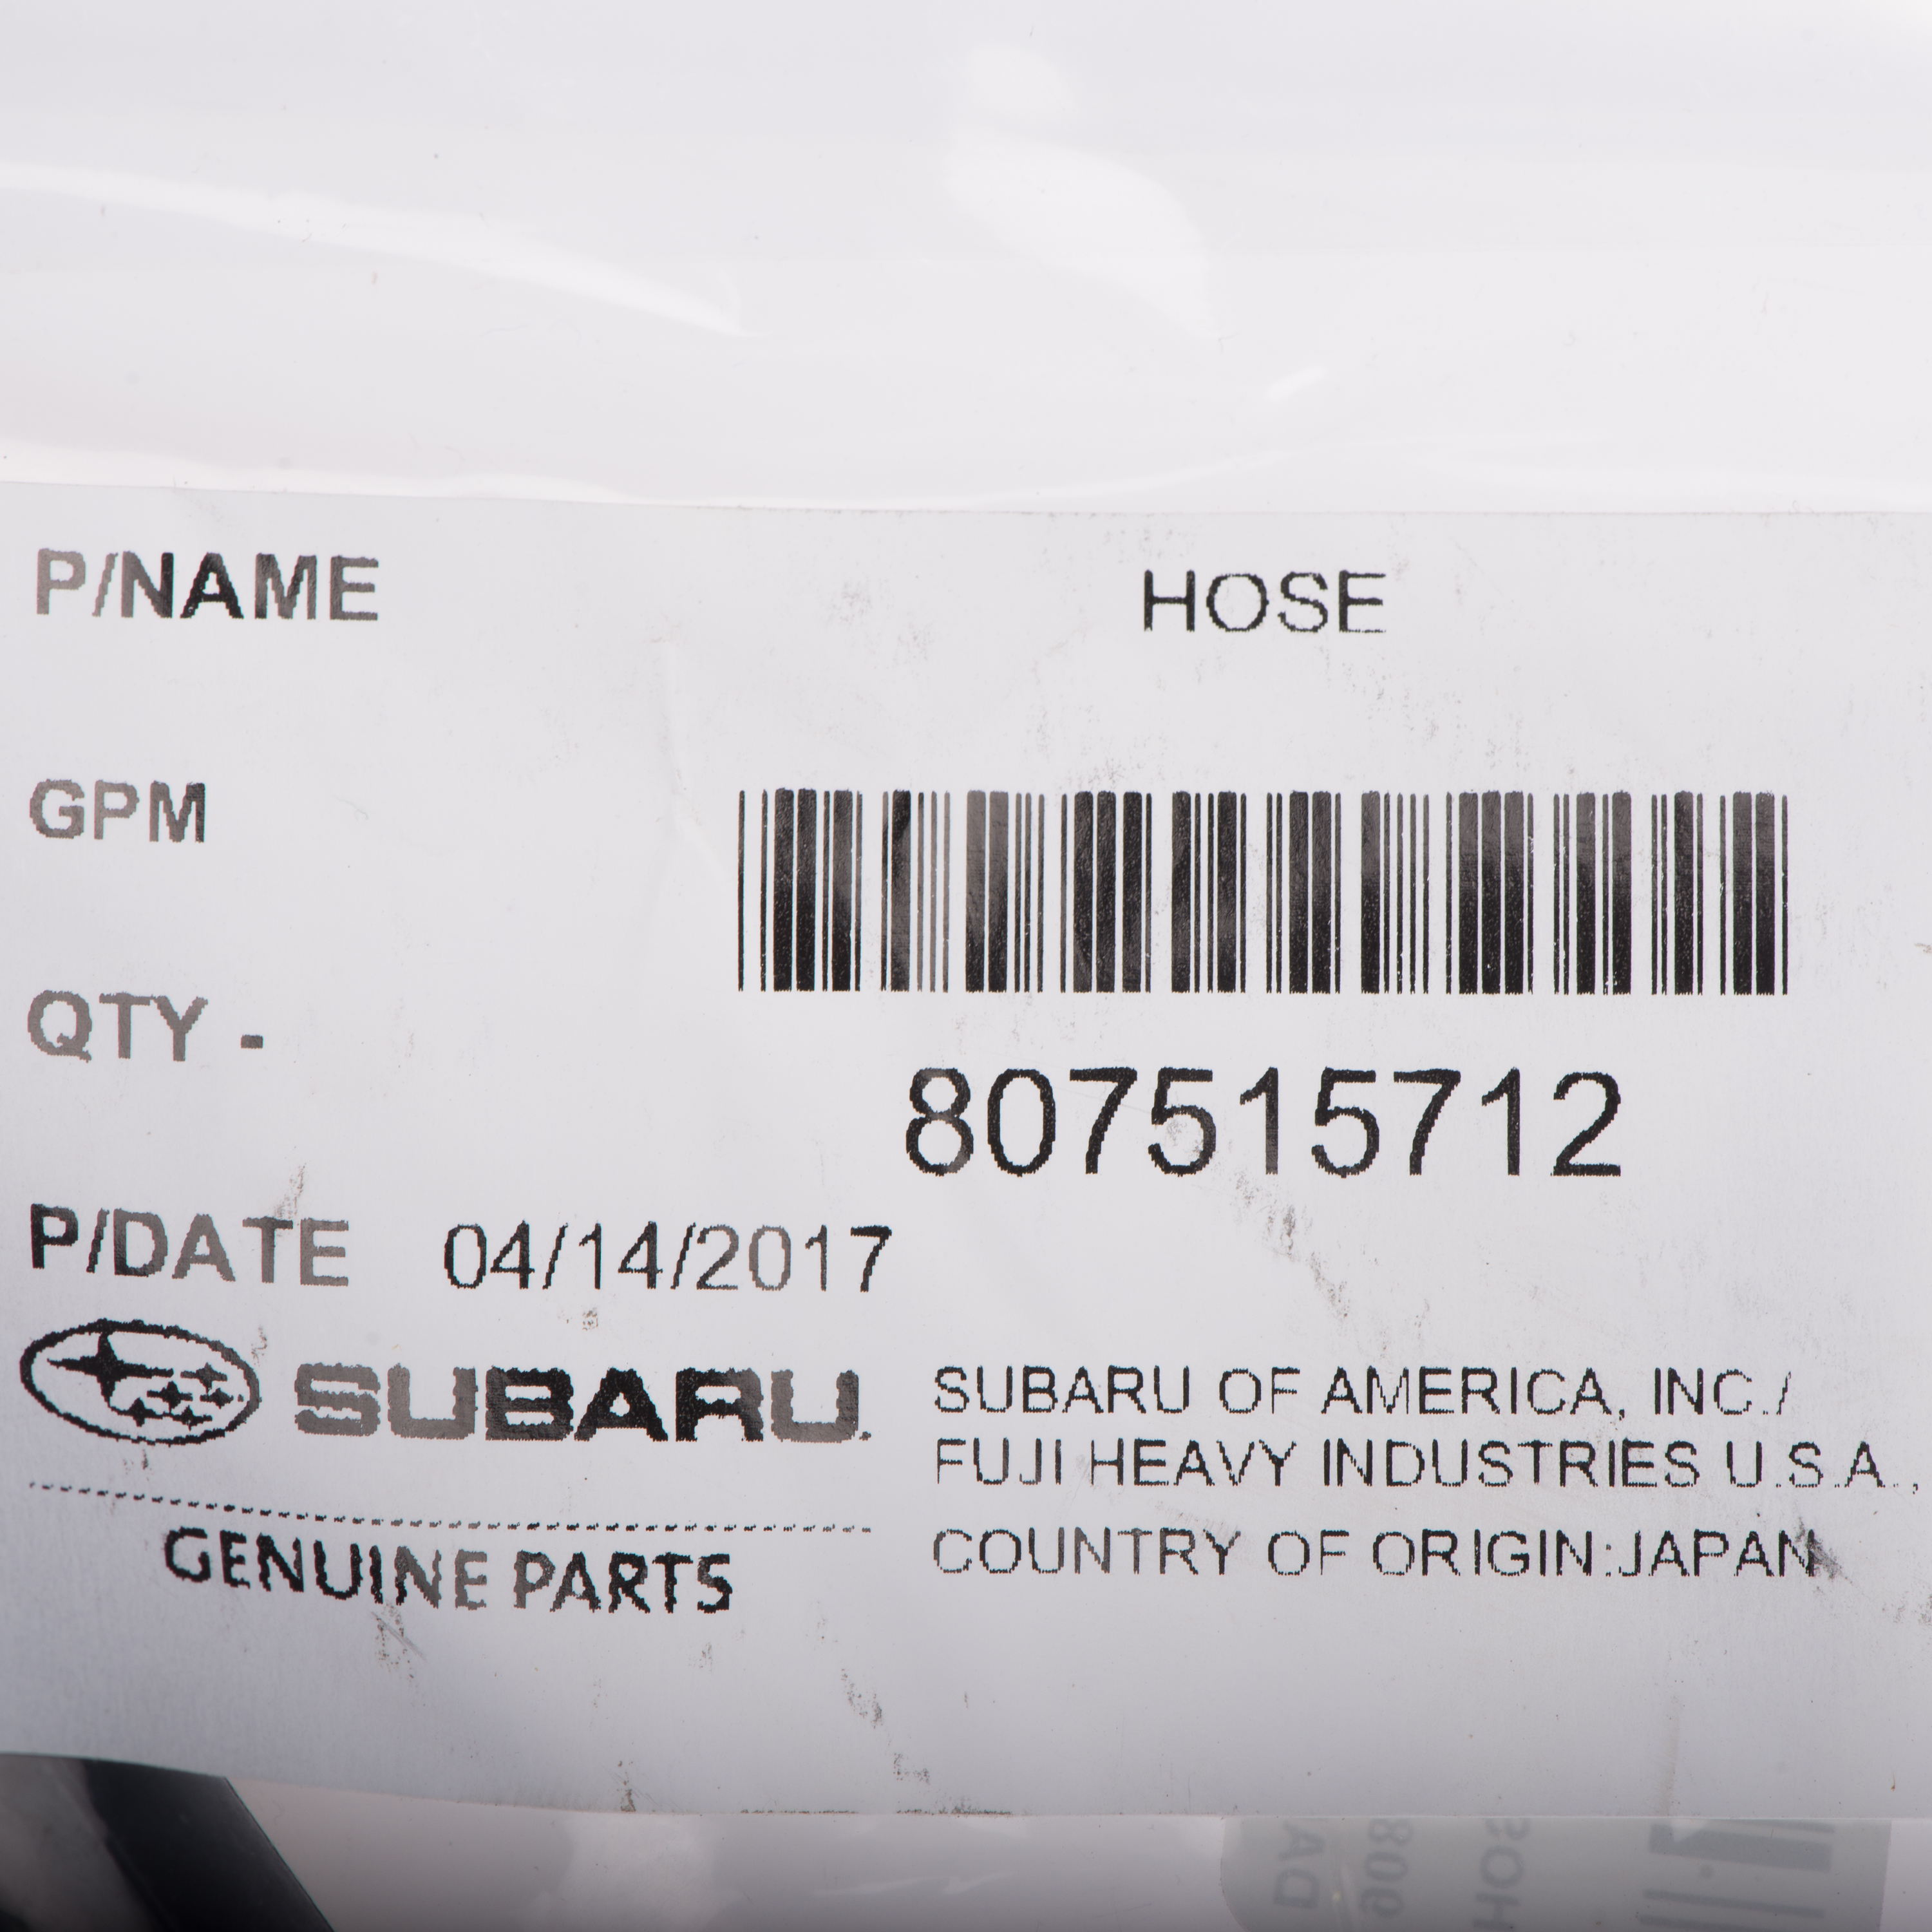 P/NAME HOSE
GPM
QTY -
807515712
P/DATE 04/14/2017
SUBARU.
GENUINE PARTS
SUBARU OF AMERICA, INC./
FUJI HEAVY INDUSTRIES U.S.A.,
COUNTRY OF ORIGIN:JAPAN